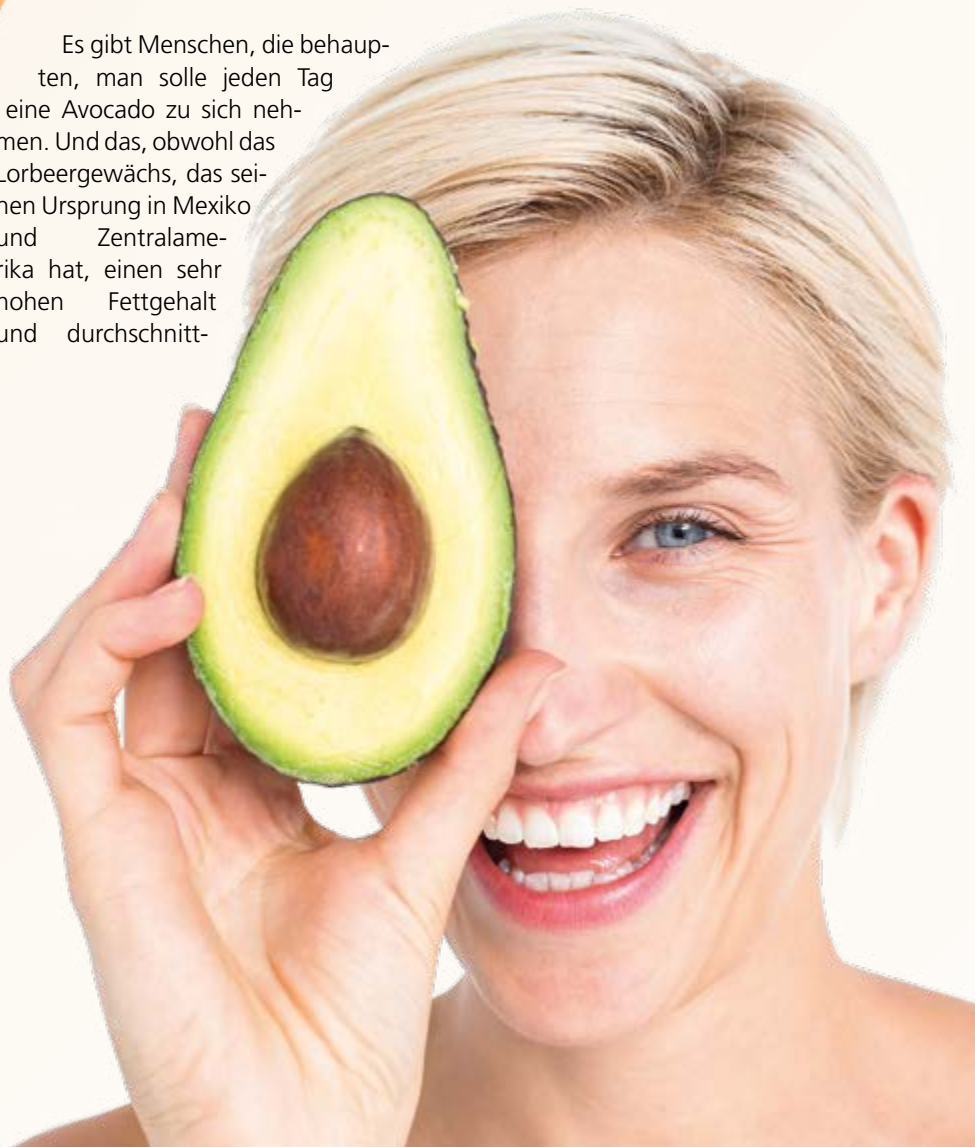 Es gibt Menschen, die behaup-
ten, man solle jeden Tag
eine Avocado zu sich neh-
men. Und das, obwohl das
Lorbeergewächs, das sei-
nen Ursprung in Mexiko
und Zentralame-
rika hat, einen sehr
hohen Fettgehalt
und durchschnitt-